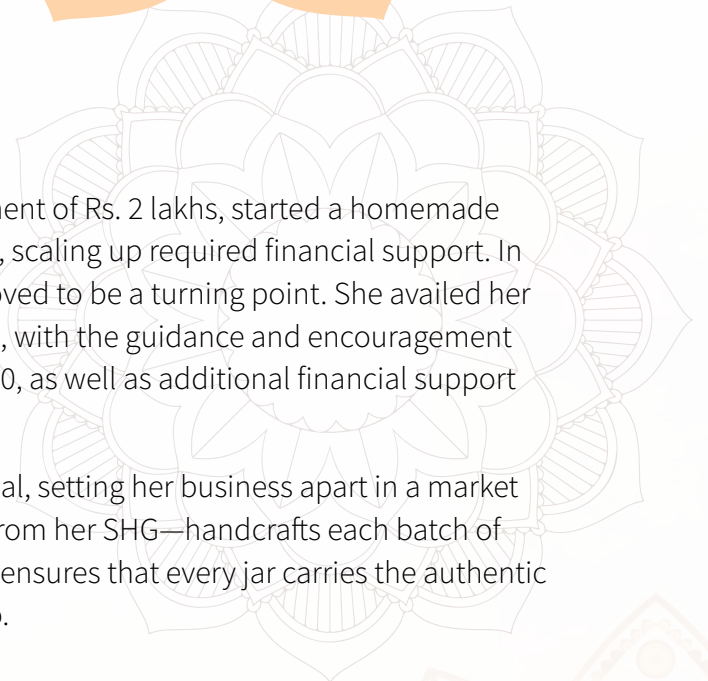 ent of Rs. 2 lakhs, started a homemade
, scaling up required financial support. In
ved to be a turning point. She availed her
, with the guidance and encouragement
0, as well as additional financial support
al, setting her business apart in a market
rom her SHG—handcrafts each batch of
ensures that every jar carries the authentic
.